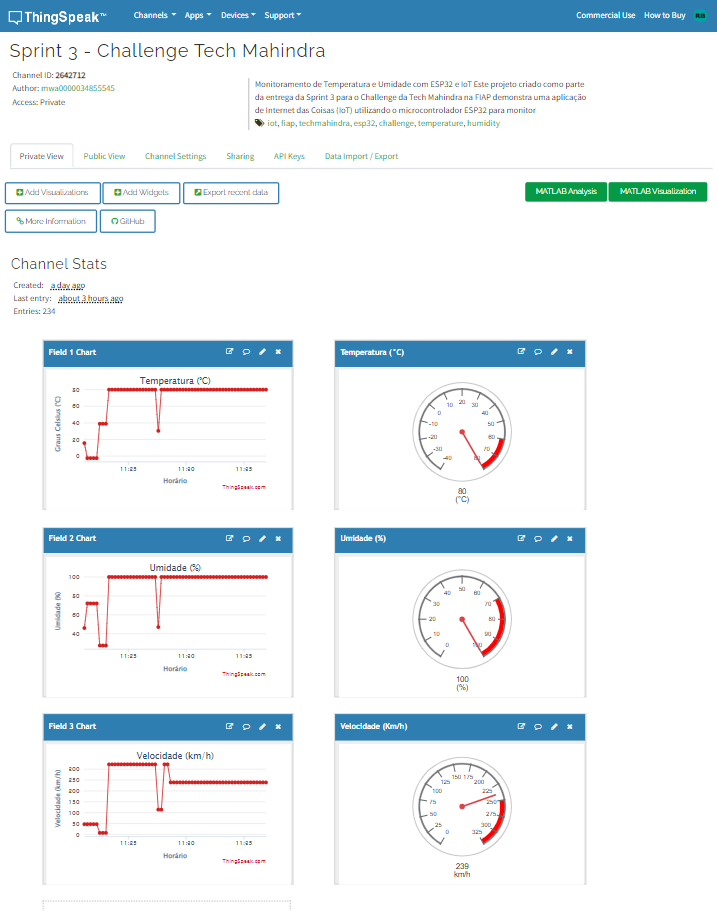 ThingSpeak™
Channels Apps Devices Support Commercial Use How to Buy RB
Sprint 3 - Challenge Tech Mahindra
Channel ID: 2642712
Author: mwa0000034855545
Access: Private
Monitoramento de Temperatura e Umidade com ESP32 e IoT Este projeto criado como parte
da entrega da Sprint 3 para o Challenge da Tech Mahindra na FIAP demonstra uma aplicação
de Internet das Coisas (IoT) utilizando o microcontrolador ESP32 para monitor
iot, fiap, techmahindra, esp32, challenge, temperature, humidity
Private View Public View Channel Settings Sharing API Keys Data Import / Export
Add Visualizations Add Widgets Export recent data MATLAB Analysis MATLAB Visualization
More Information GitHub
Channel Stats
Created: a day ago
Last entry: about 3 hours ago
Entries: 234
Field 1 Chart
Temperatura (°C)
Graus Celsius (°C)
80
60
40
20
0
11:25 11:20 11:25
Horário
ThingSpeak.com
Temperatura (°C)
-40 -30 -20 -10 0 10 20 30 40 50 60 70 80
80
(°C)
Field 2 Chart
Umidade (%)
Umidade (%)
100
80
60
40
11:25 11:20 11:25
Horário
ThingSpeak.com
Umidade (%)
0 10 20 30 40 50 60 70 80 90 100
100
(%)
Field 3 Chart
Velocidade (km/h)
Velocidade (km/h)
300
250
200
150
100
50
0
11:25 11:20 11:25
Horário
ThingSpeak.com
Velocidade (Km/h)
0 25 50 75 100 125 150 175 200 225 250 275 300 325
239
km/h